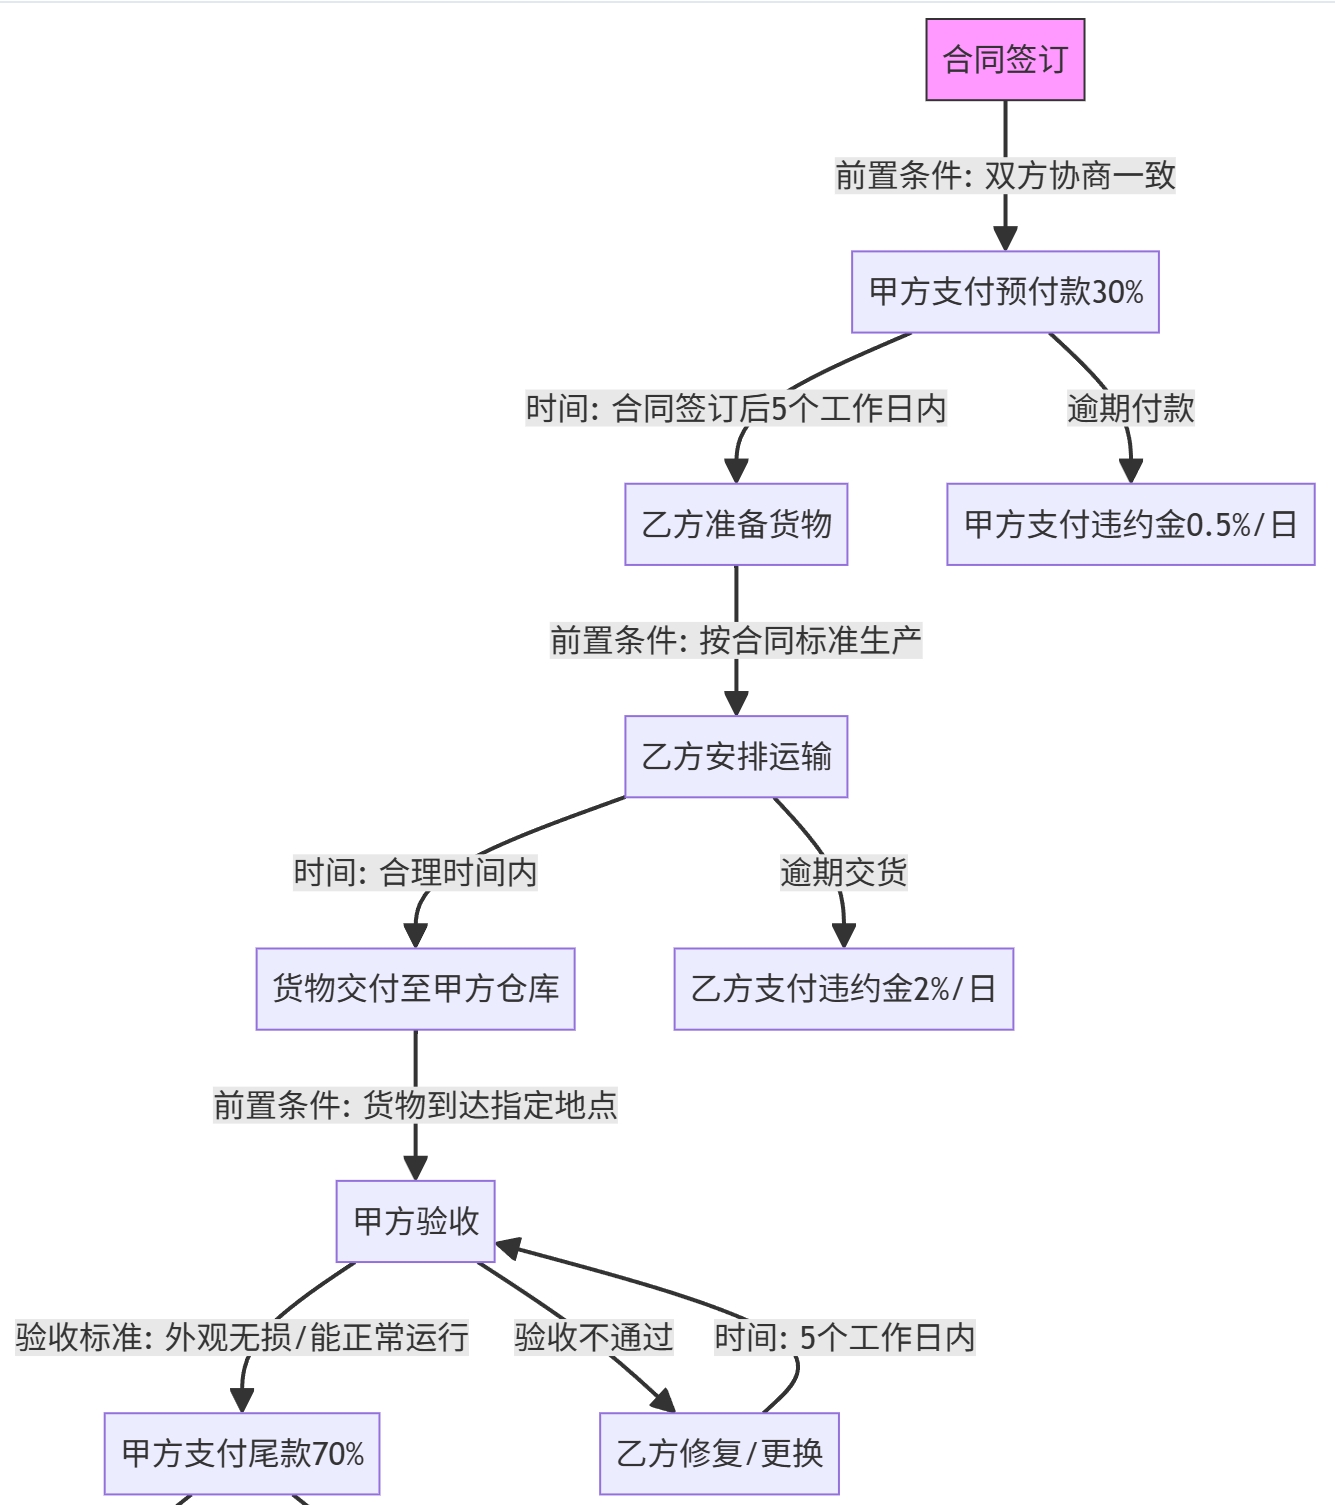 合同签订
前置条件: 双方协商一致
甲方支付预付款30%
时间: 合同签订后5个工作日内
逾期付款
乙方准备货物
甲方支付违约金0.5%/日
前置条件: 按合同标准生产
乙方安排运输
时间: 合理时间内
逾期交货
货物交付至甲方仓库
乙方支付违约金2%/日
前置条件: 货物到达指定地点
甲方验收
验收标准: 外观无损/能正常运行
验收不通过
时间: 5个工作日内
甲方支付尾款70%
乙方修复/更换